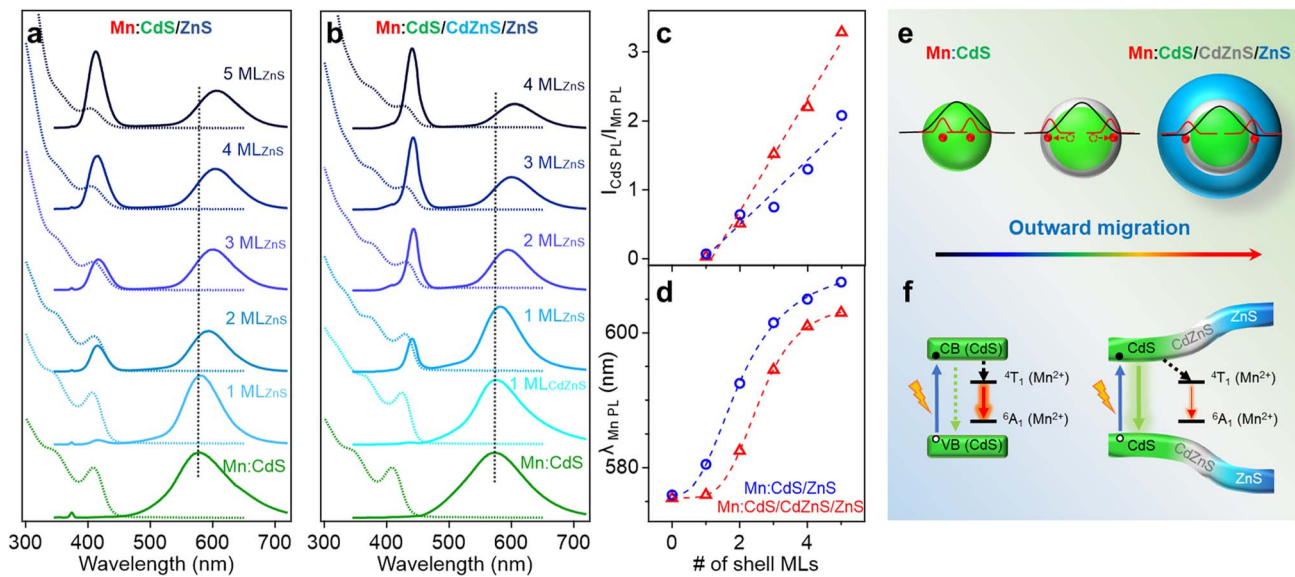 a
Mn:CdS/ZnS
5 MLZnS
4 MLZnS
3 MLZnS
2 MLZnS
1 MLZnS
Mn:CdS
300 400 500 600 700
Wavelength (nm)
b
Mn:CdS/CdZnS/ZnS
4 MLZnS
3 MLZnS
2 MLZnS
1 MLZnS
1 MLCdZnS
Mn:CdS
300 400 500 600 700
Wavelength (nm)
c
ICdS PL/IMn PL
3
2
1
0
d
λMn PL (nm)
600
580
Mn:CdS/ZnS
Mn:CdS/CdZnS/ZnS
0 2 4
# of shell MLs
e
Mn:CdS
Mn:CdS/CdZnS/ZnS
Outward migration
f
CB (CdS)
⁴T₁ (Mn²⁺)
⁶A₁ (Mn²⁺)
VB (CdS)
CdS
CdZnS
ZnS
⁴T₁ (Mn²⁺)
⁶A₁ (Mn²⁺)
CdS
CdZnS
ZnS